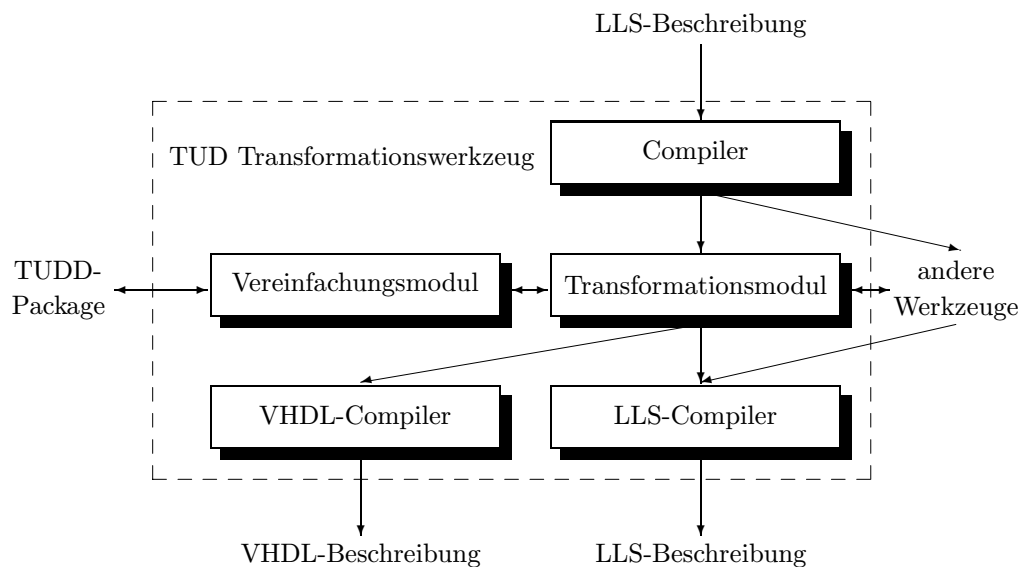 LLS-Beschreibung
TUD Transformationswerkzeug
Compiler
TUDD-
Package
Vereinfachungsmodul
Transformationsmodul
andere
Werkzeuge
VHDL-Compiler
LLS-Compiler
VHDL-Beschreibung
LLS-Beschreibung